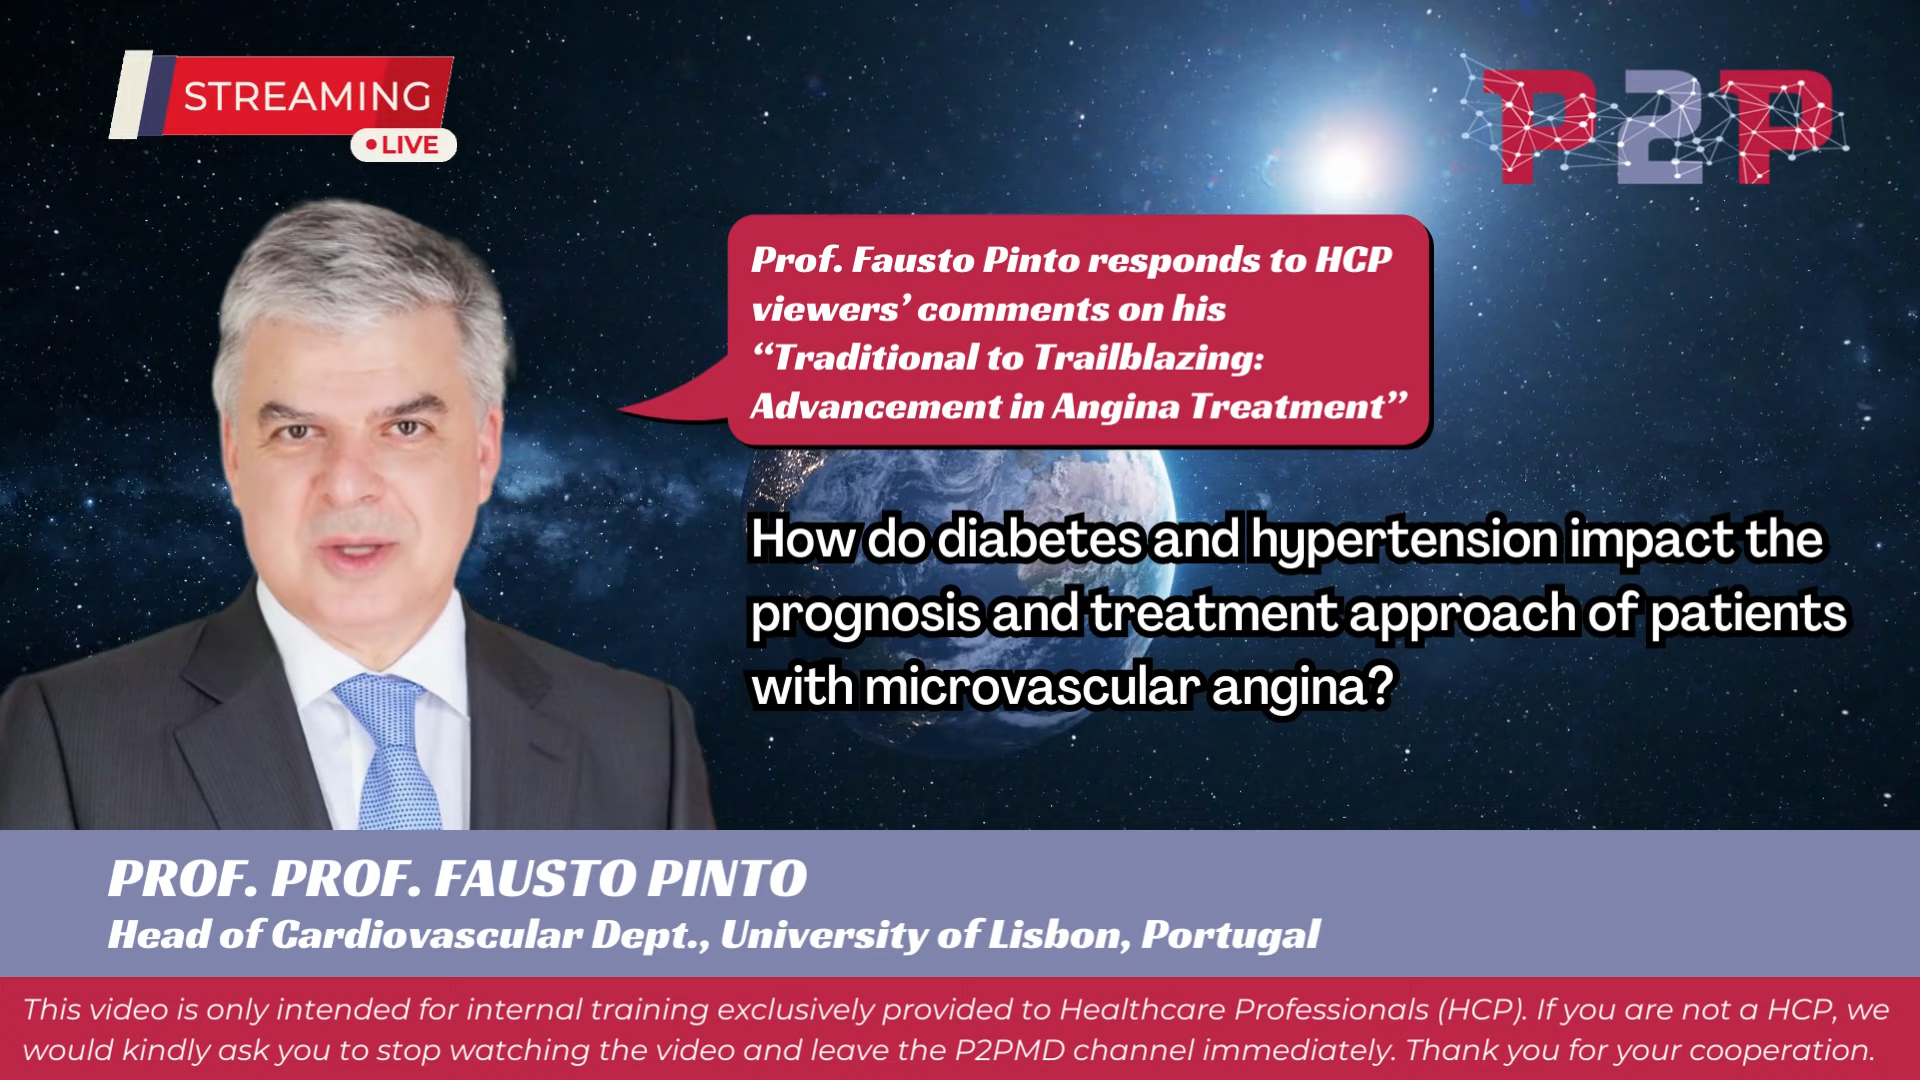 STREAMING
•LIVE
P2P
Prof. Fausto Pinto responds to HCP
viewers’ comments on his
“Traditional to Trailblazing:
Advancement in Angina Treatment”
How do diabetes and hypertension impact the
prognosis and treatment approach of patients
with microvascular angina?
PROF. PROF. FAUSTO PINTO
Head of Cardiovascular Dept., University of Lisbon, Portugal
This video is only intended for internal training exclusively provided to Healthcare Professionals (HCP). If you are not a HCP, we
would kindly ask you to stop watching the video and leave the P2PMD channel immediately. Thank you for your cooperation.